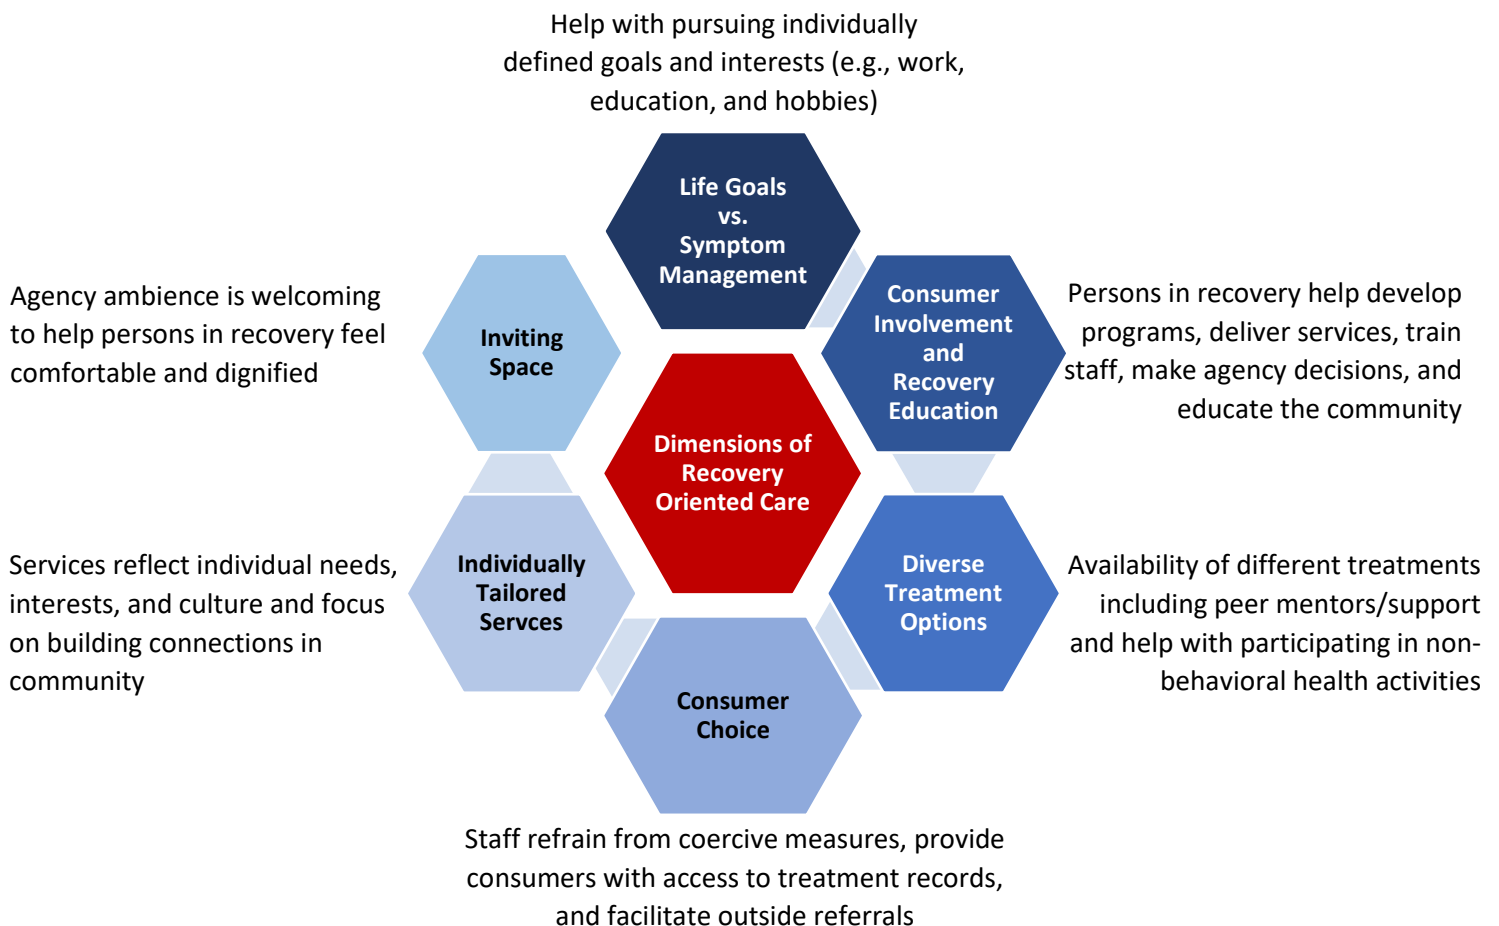 Help with pursuing individually
defined goals and interests (e.g., work,
education, and hobbies)
Life Goals
vs.
Symptom
Management
Consumer
Involvement
and
Recovery
Education
Persons in recovery help develop
programs, deliver services, train
staff, make agency decisions, and
educate the community
Diverse
Treatment
Options
Availability of different treatments
including peer mentors/support
and help with participating in non-
behavioral health activities
Consumer
Choice
Staff refrain from coercive measures, provide
consumers with access to treatment records,
and facilitate outside referrals
Individually
Tailored
Servces
Services reflect individual needs,
interests, and culture and focus
on building connections in
community
Inviting
Space
Agency ambience is welcoming
to help persons in recovery feel
comfortable and dignified
Dimensions of
Recovery
Oriented Care